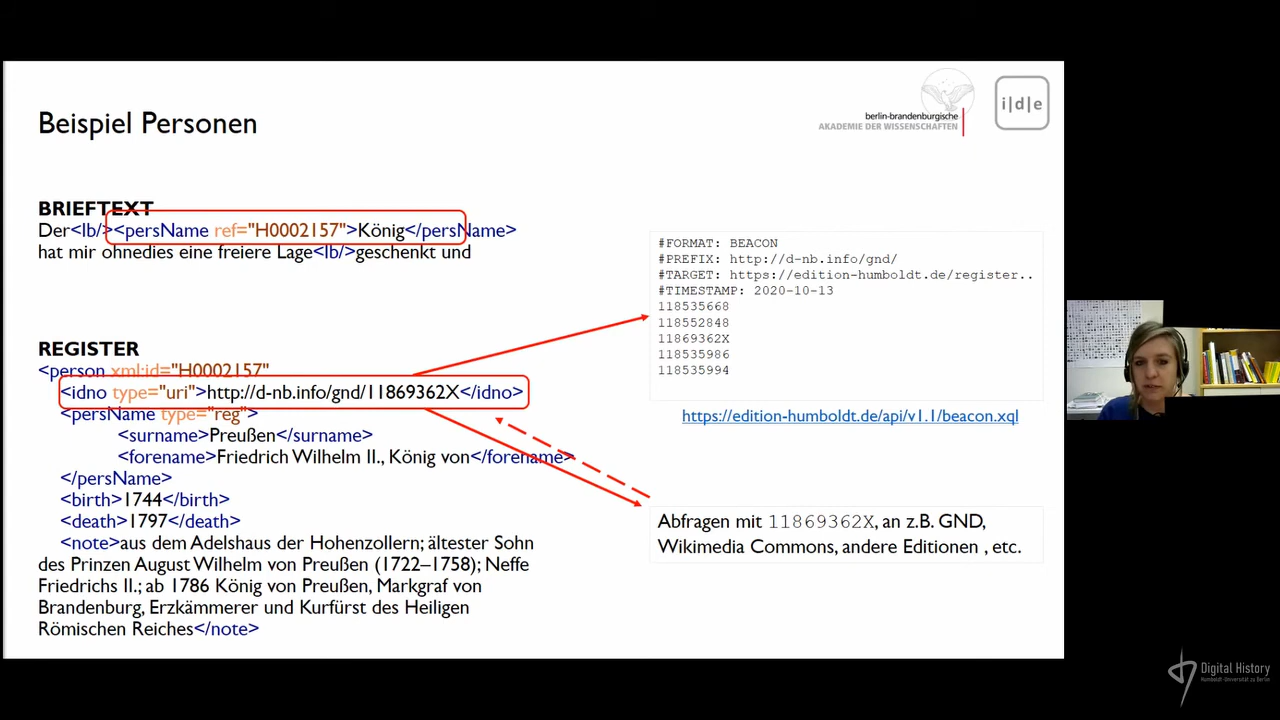 Beispiel Personen
berlin-brandenburgische
AKADEMIE DER WISSENSCHAFTEN
i|d|e
BRIEFTEXT
Der<lb/><persName ref="H0002157">König</persName>
hat mir ohnedies eine freiere Lage<lb/>geschenkt und
REGISTER
<person xml:id="H0002157"
<idno type="uri">http://d-nb.info/gnd/11869362X</idno>
<persName type="reg">
<surname>Preußen</surname>
<forename>Friedrich Wilhelm II., König von</forename>
</persName>
<birth>1744</birth>
<death>1797</death>
<note>aus dem Adelshaus der Hohenzollern; ältester Sohn
des Prinzen August Wilhelm von Preußen (1722–1758); Neffe
Friedrichs II.; ab 1786 König von Preußen, Markgraf von
Brandenburg, Erzkämmerer und Kurfürst des Heiligen
Römischen Reiches</note>
#FORMAT: BEACON
#PREFIX: http://d-nb.info/gnd/
#TARGET: https://edition-humboldt.de/register..
#TIMESTAMP: 2020-10-13
118535668
118552848
11869362X
118535986
118535994
https://edition-humboldt.de/api/v1.1/beacon.xql
Abfragen mit 11869362X, an z.B. GND,
Wikimedia Commons, andere Editionen , etc.
Digital History
Humboldt-Universität zu Berlin